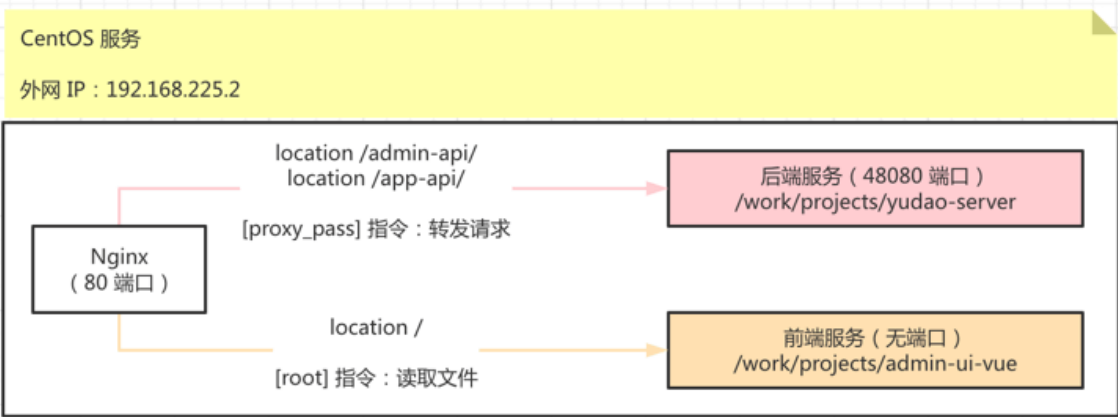 CentOS 服务
外网 IP：192.168.225.2
location /admin-api/
location /app-api/
[proxy_pass] 指令：转发请求
后端服务（48080 端口）
/work/projects/yudao-server
Nginx
（80 端口）
location /
[root] 指令：读取文件
前端服务（无端口）
/work/projects/admin-ui-vue